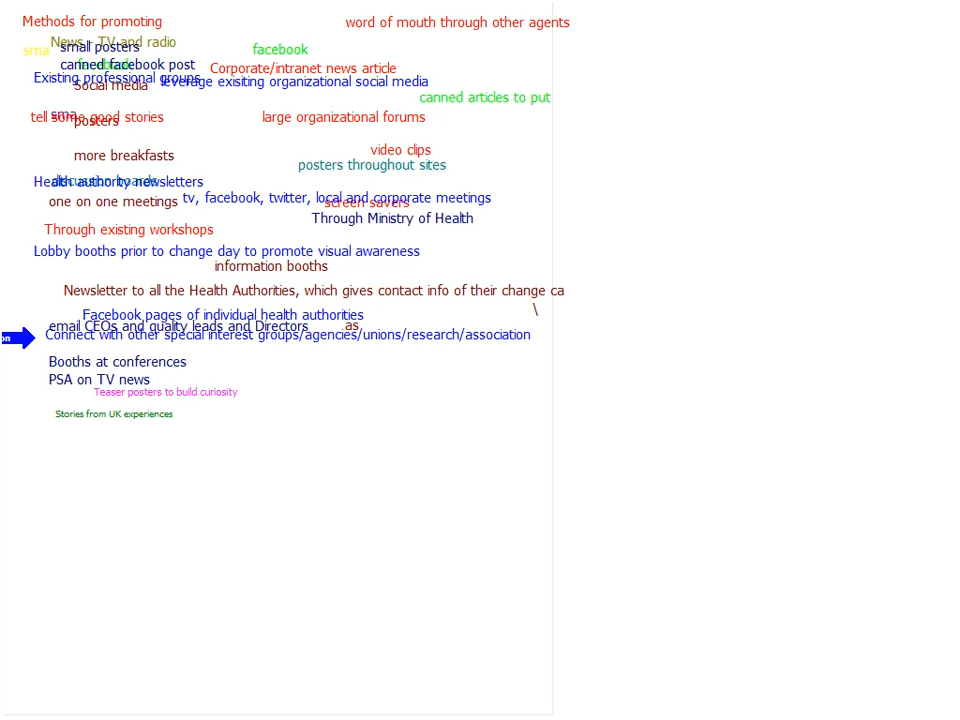 Methods for promoting
word of mouth through other agents
News - TV and radio
small posters
sma
facebook
canned facebook post
facebook
Corporate/intranet news article
Existing professional groups
leverage exisiting organizational social media
Social media
canned articles to put
sma
tell some good stories
posters
large organizational forums
video clips
more breakfasts
posters throughout sites
Health authority newsletters
discussion boards
tv, facebook, twitter, local and corporate meetings
one on one meetings
screen savers
Through Ministry of Health
Through existing workshops
Lobby booths prior to change day to promote visual awareness
information booths
Newsletter to all the Health Authorities, which gives contact info of their change ca
\
Facebook pages of individual health authorities
email CEOs and quality leads and Directors
as,
Connect with other special interest groups/agencies/unions/research/association
on
Booths at conferences
PSA on TV news
Teaser posters to build curiosity
Stories from UK experiences